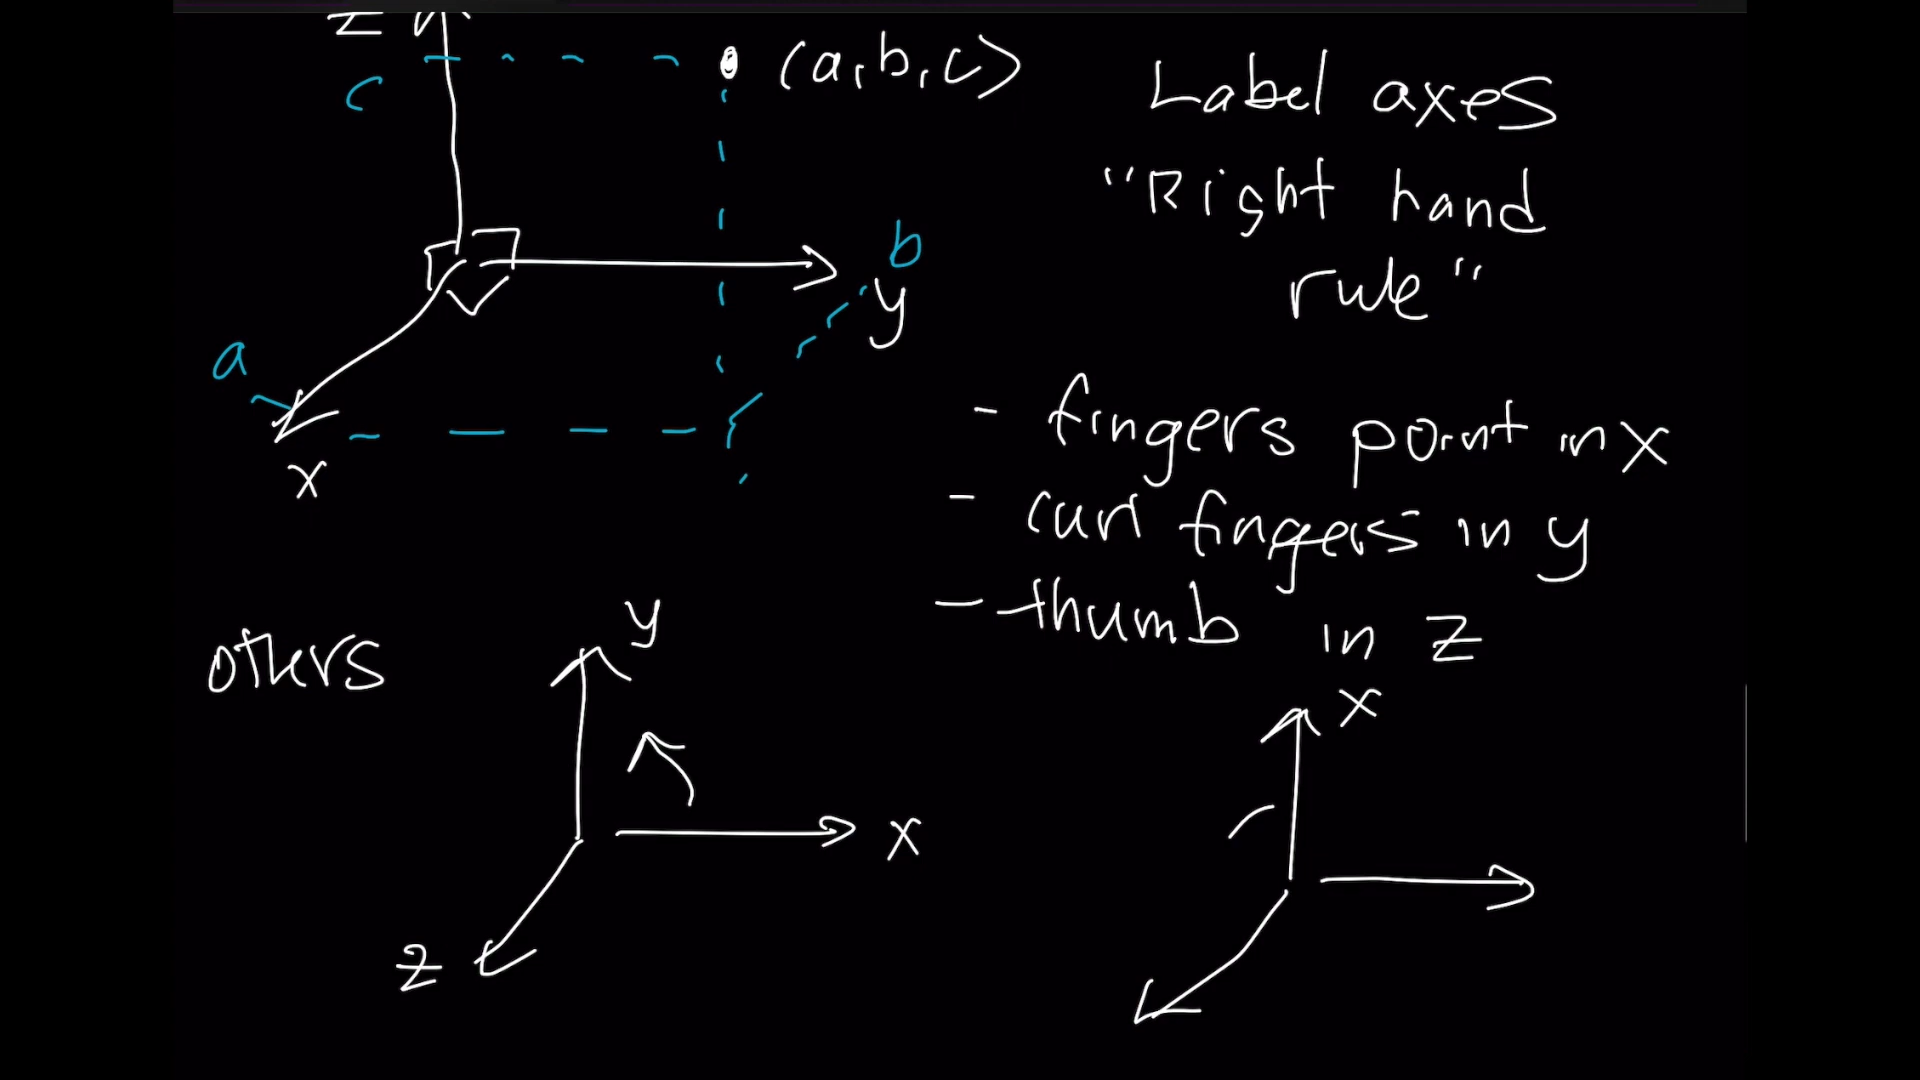 z
c
(a,b,c)
Label axes
"Right hand
rule"
b
y
a
x
- fingers point in x
- curl fingers in y
- thumb in z
others
y
x
z
x